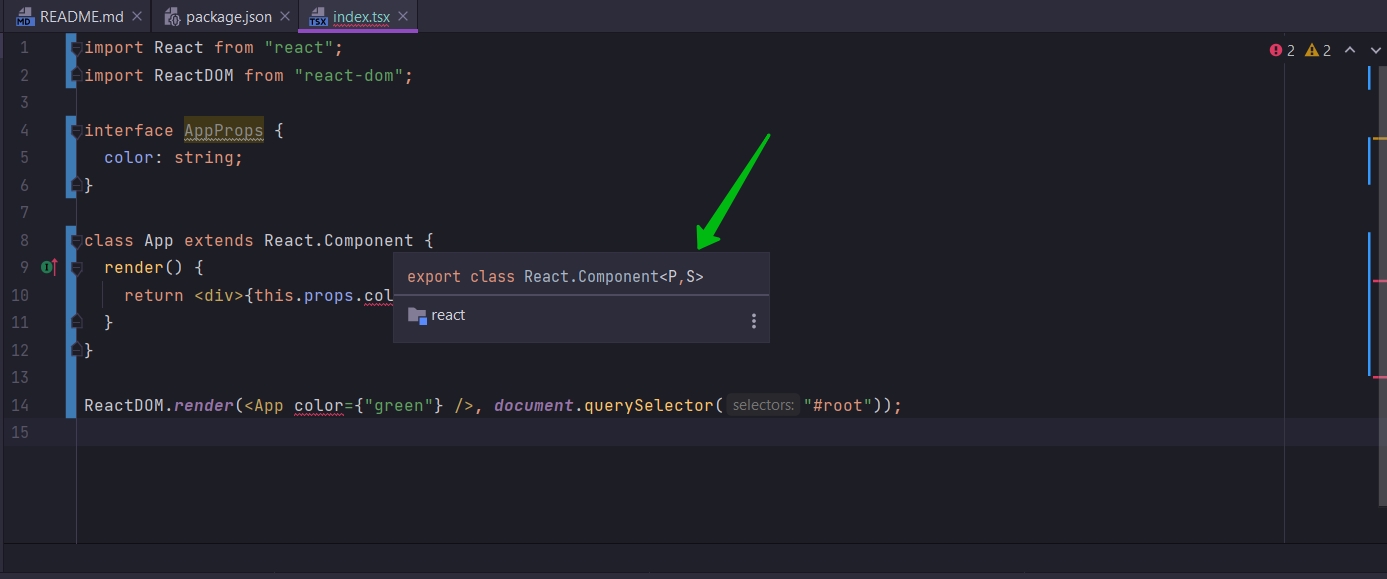 README.md package.json index.tsx
1 import React from "react"; 2 2
2 import ReactDOM from "react-dom";
3
4 interface AppProps {
5 color: string;
6 }
7
8 class App extends React.Component {
9 render() {
export class React.Component<P,S>
10 return <div>{this.props.col
react
11 }
12 }
13
14 ReactDOM.render(<App color={"green"} />, document.querySelector( selectors: "#root"));
15